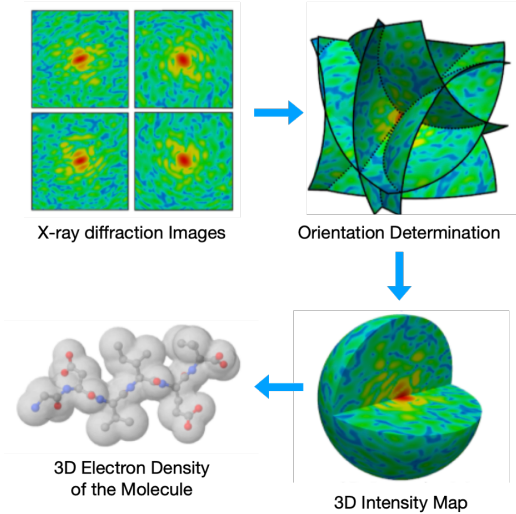 X-ray diffraction Images
Orientation Determination
3D Electron Density
of the Molecule
3D Intensity Map